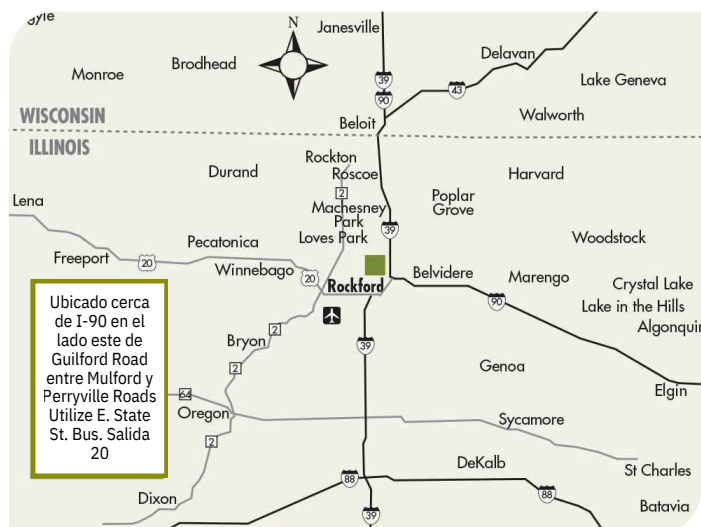 gyle
Janesville
N
Brodhead
Delavan
Monroe
39
Lake Geneva
90
43
WISCONSIN
Walworth
Beloit
ILLINOIS
Rockton
Durand
Roscoe
Harvard
2
Poplar
Grove
Lena
Machesney
Park
39
Loves Park
Woodstock
Pecatonica
Freeport
20
Winnebago
20
Rockford
Belvidere
Marengo
Crystal Lake
90
Lake in the Hills
Algonquin
Ubicado cerca
de I-90 en el
lado este de
Guilford Road
entre Mulford y
Perryville Roads
Utilize E. State
St. Bus. Salida
20
2
Bryon
39
2
Genoa
Elgin
64
Oregon
Sycamore
2
DeKalb
St Charles
88
88
Dixon
39
Batavia